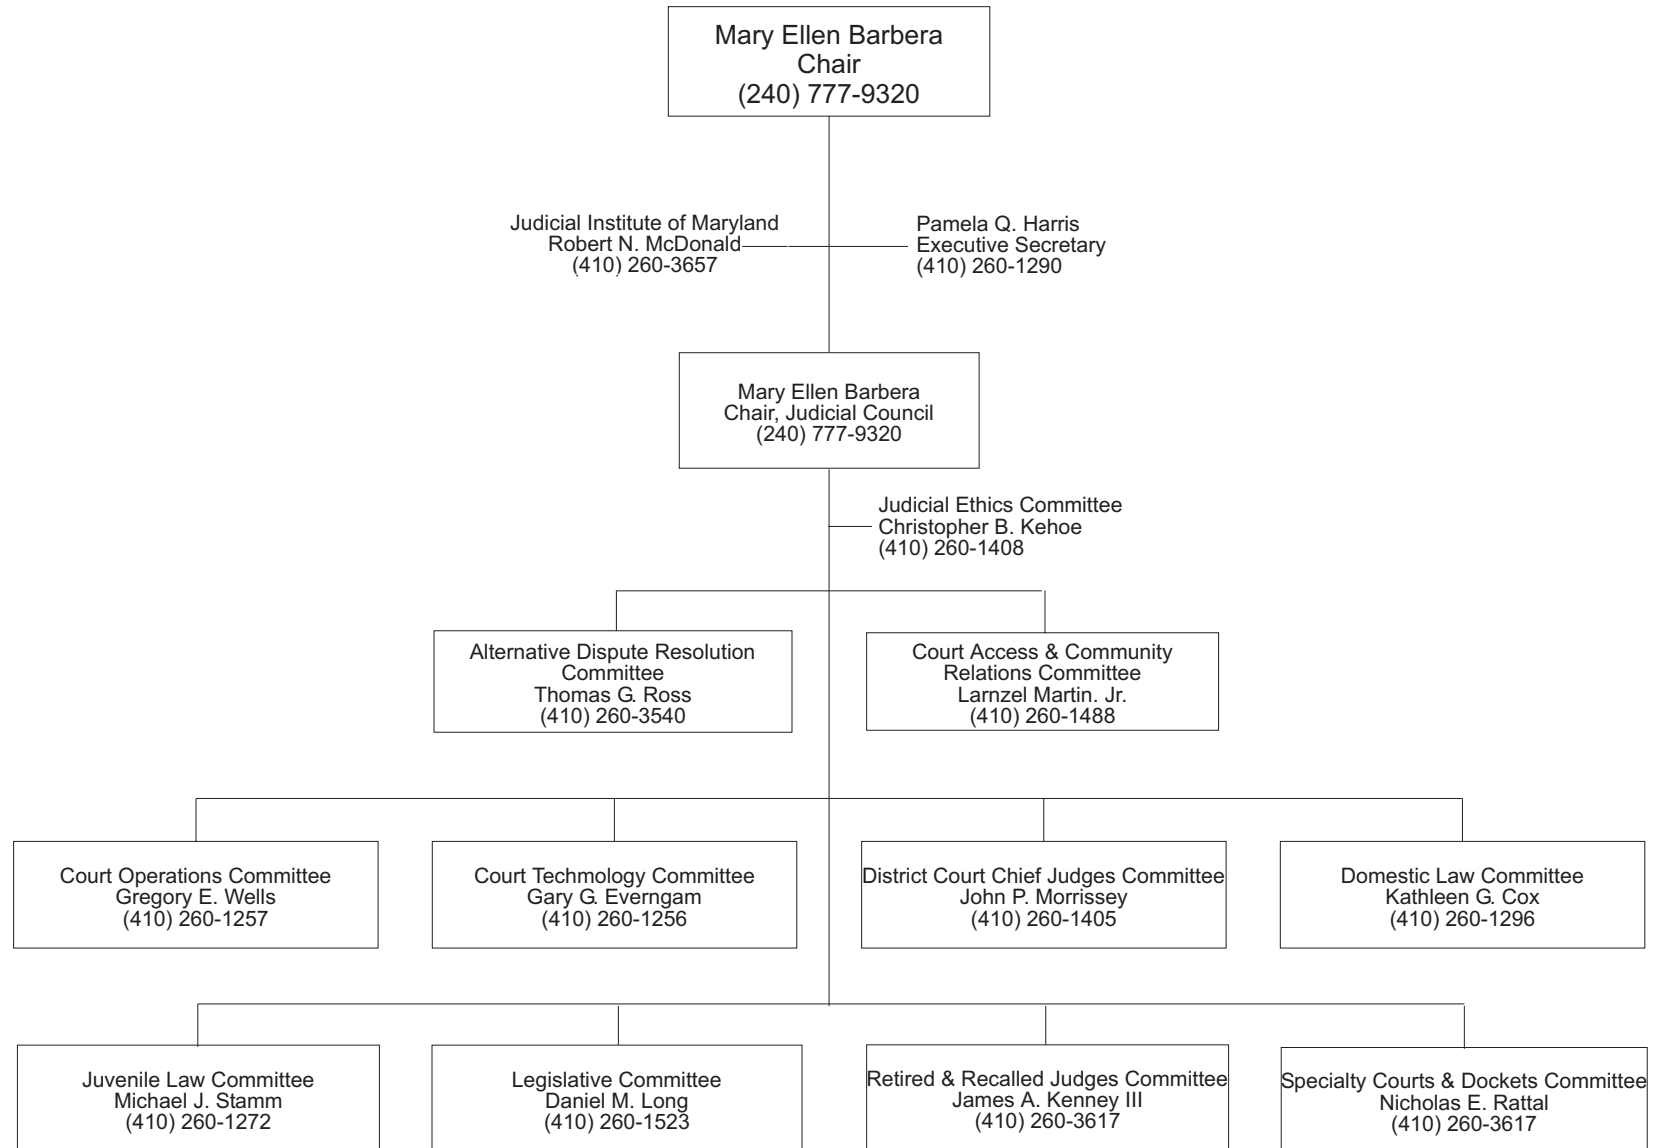 Mary Ellen Barbera
Chair
(240) 777-9320
Judicial Institute of Maryland
Robert N. McDonald
(410) 260-3657
Pamela Q. Harris
Executive Secretary
(410) 260-1290
Mary Ellen Barbera
Chair, Judicial Council
(240) 777-9320
Judicial Ethics Committee
Christopher B. Kehoe
(410) 260-1408
Alternative Dispute Resolution
Committee
Thomas G. Ross
(410) 260-3540
Court Access & Community
Relations Committee
Larnzel Martin. Jr.
(410) 260-1488
Court Operations Committee
Gregory E. Wells
(410) 260-1257
Court Technology Committee
Gary G. Everngam
(410) 260-1256
District Court Chief Judges Committee
John P. Morrissey
(410) 260-1405
Domestic Law Committee
Kathleen G. Cox
(410) 260-1296
Juvenile Law Committee
Michael J. Stamm
(410) 260-1272
Legislative Committee
Daniel M. Long
(410) 260-1523
Retired & Recalled Judges Committee
James A. Kenney III
(410) 260-3617
Specialty Courts & Dockets Committee
Nicholas E. Rattal
(410) 260-3617